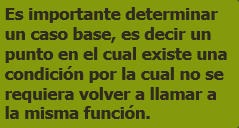 Es importante determinar
un caso base, es decir un
punto en el cual existe una
condición por la cual no se
requiera volver a llamar a
la misma función.